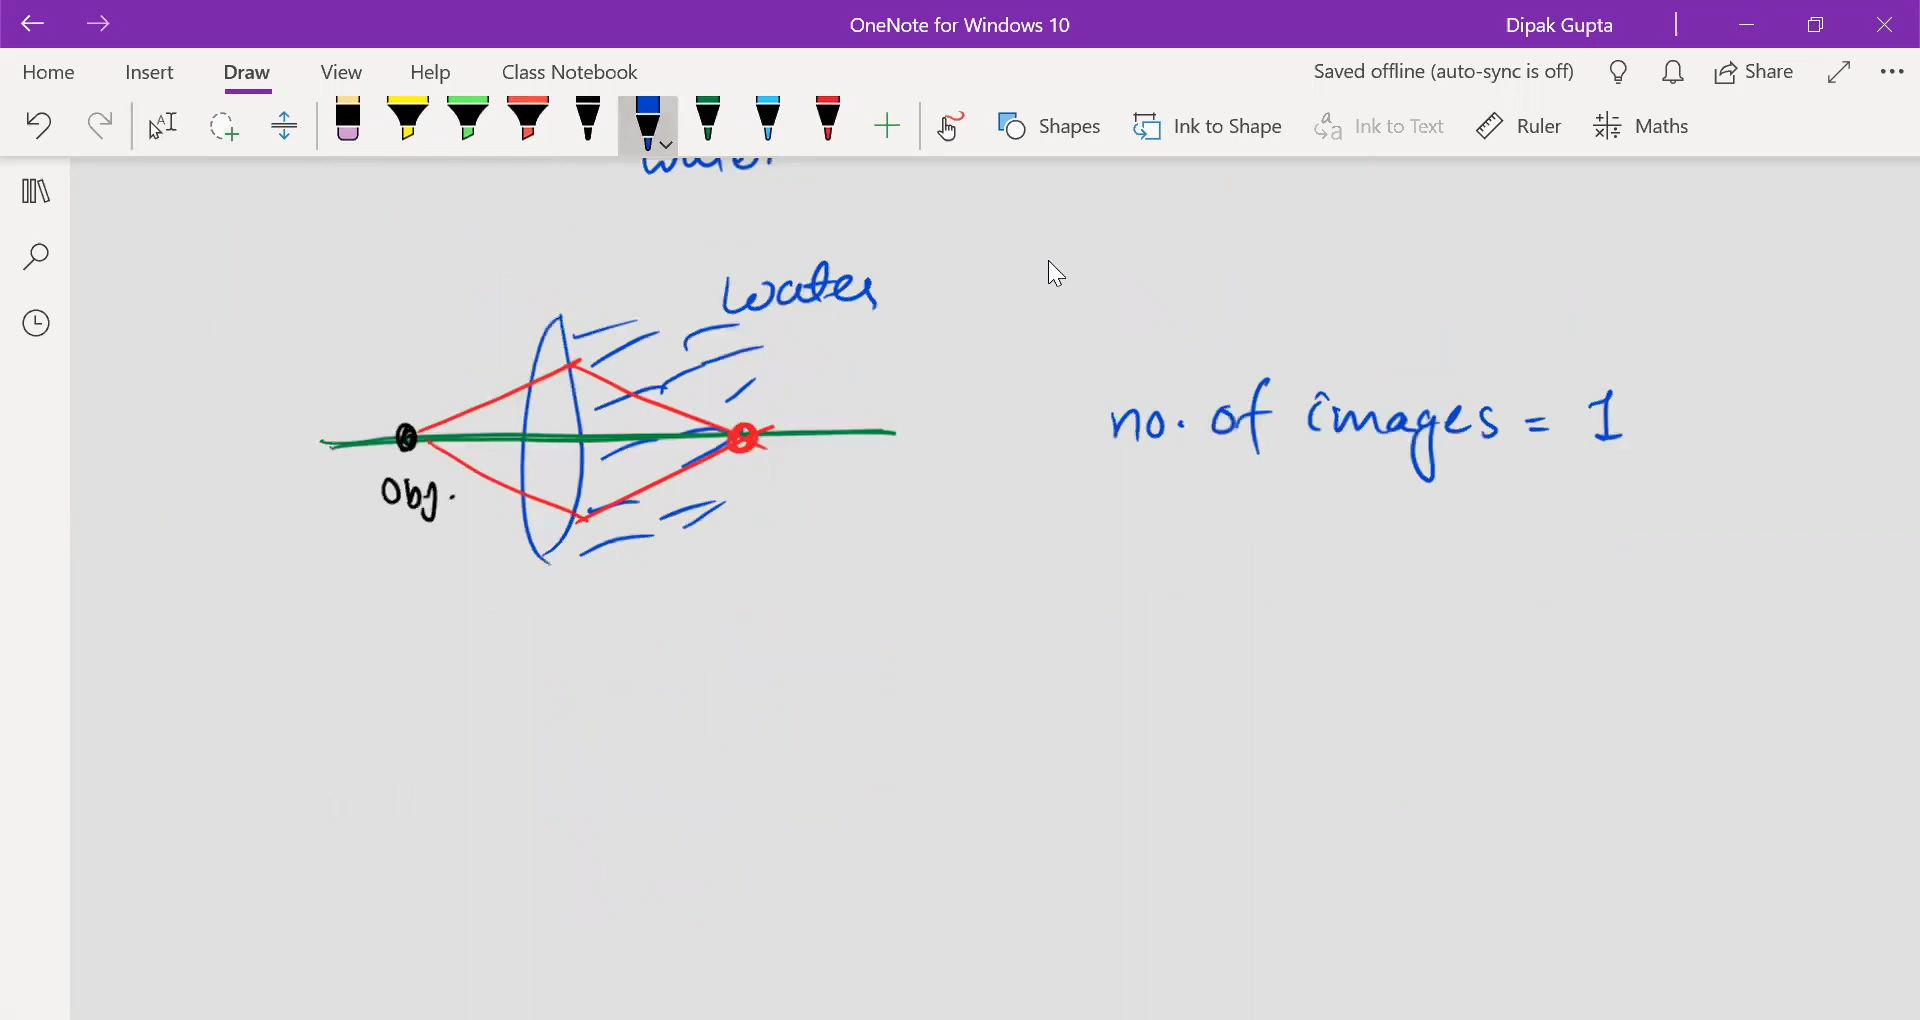 OneNote for Windows 10
Dipak Gupta
Home Insert Draw View Help Class Notebook
Saved offline (auto-sync is off)
Share
Shapes
Ink to Shape
Ink to Text
Ruler
Maths
water
water
no. of images = 1
Obj.